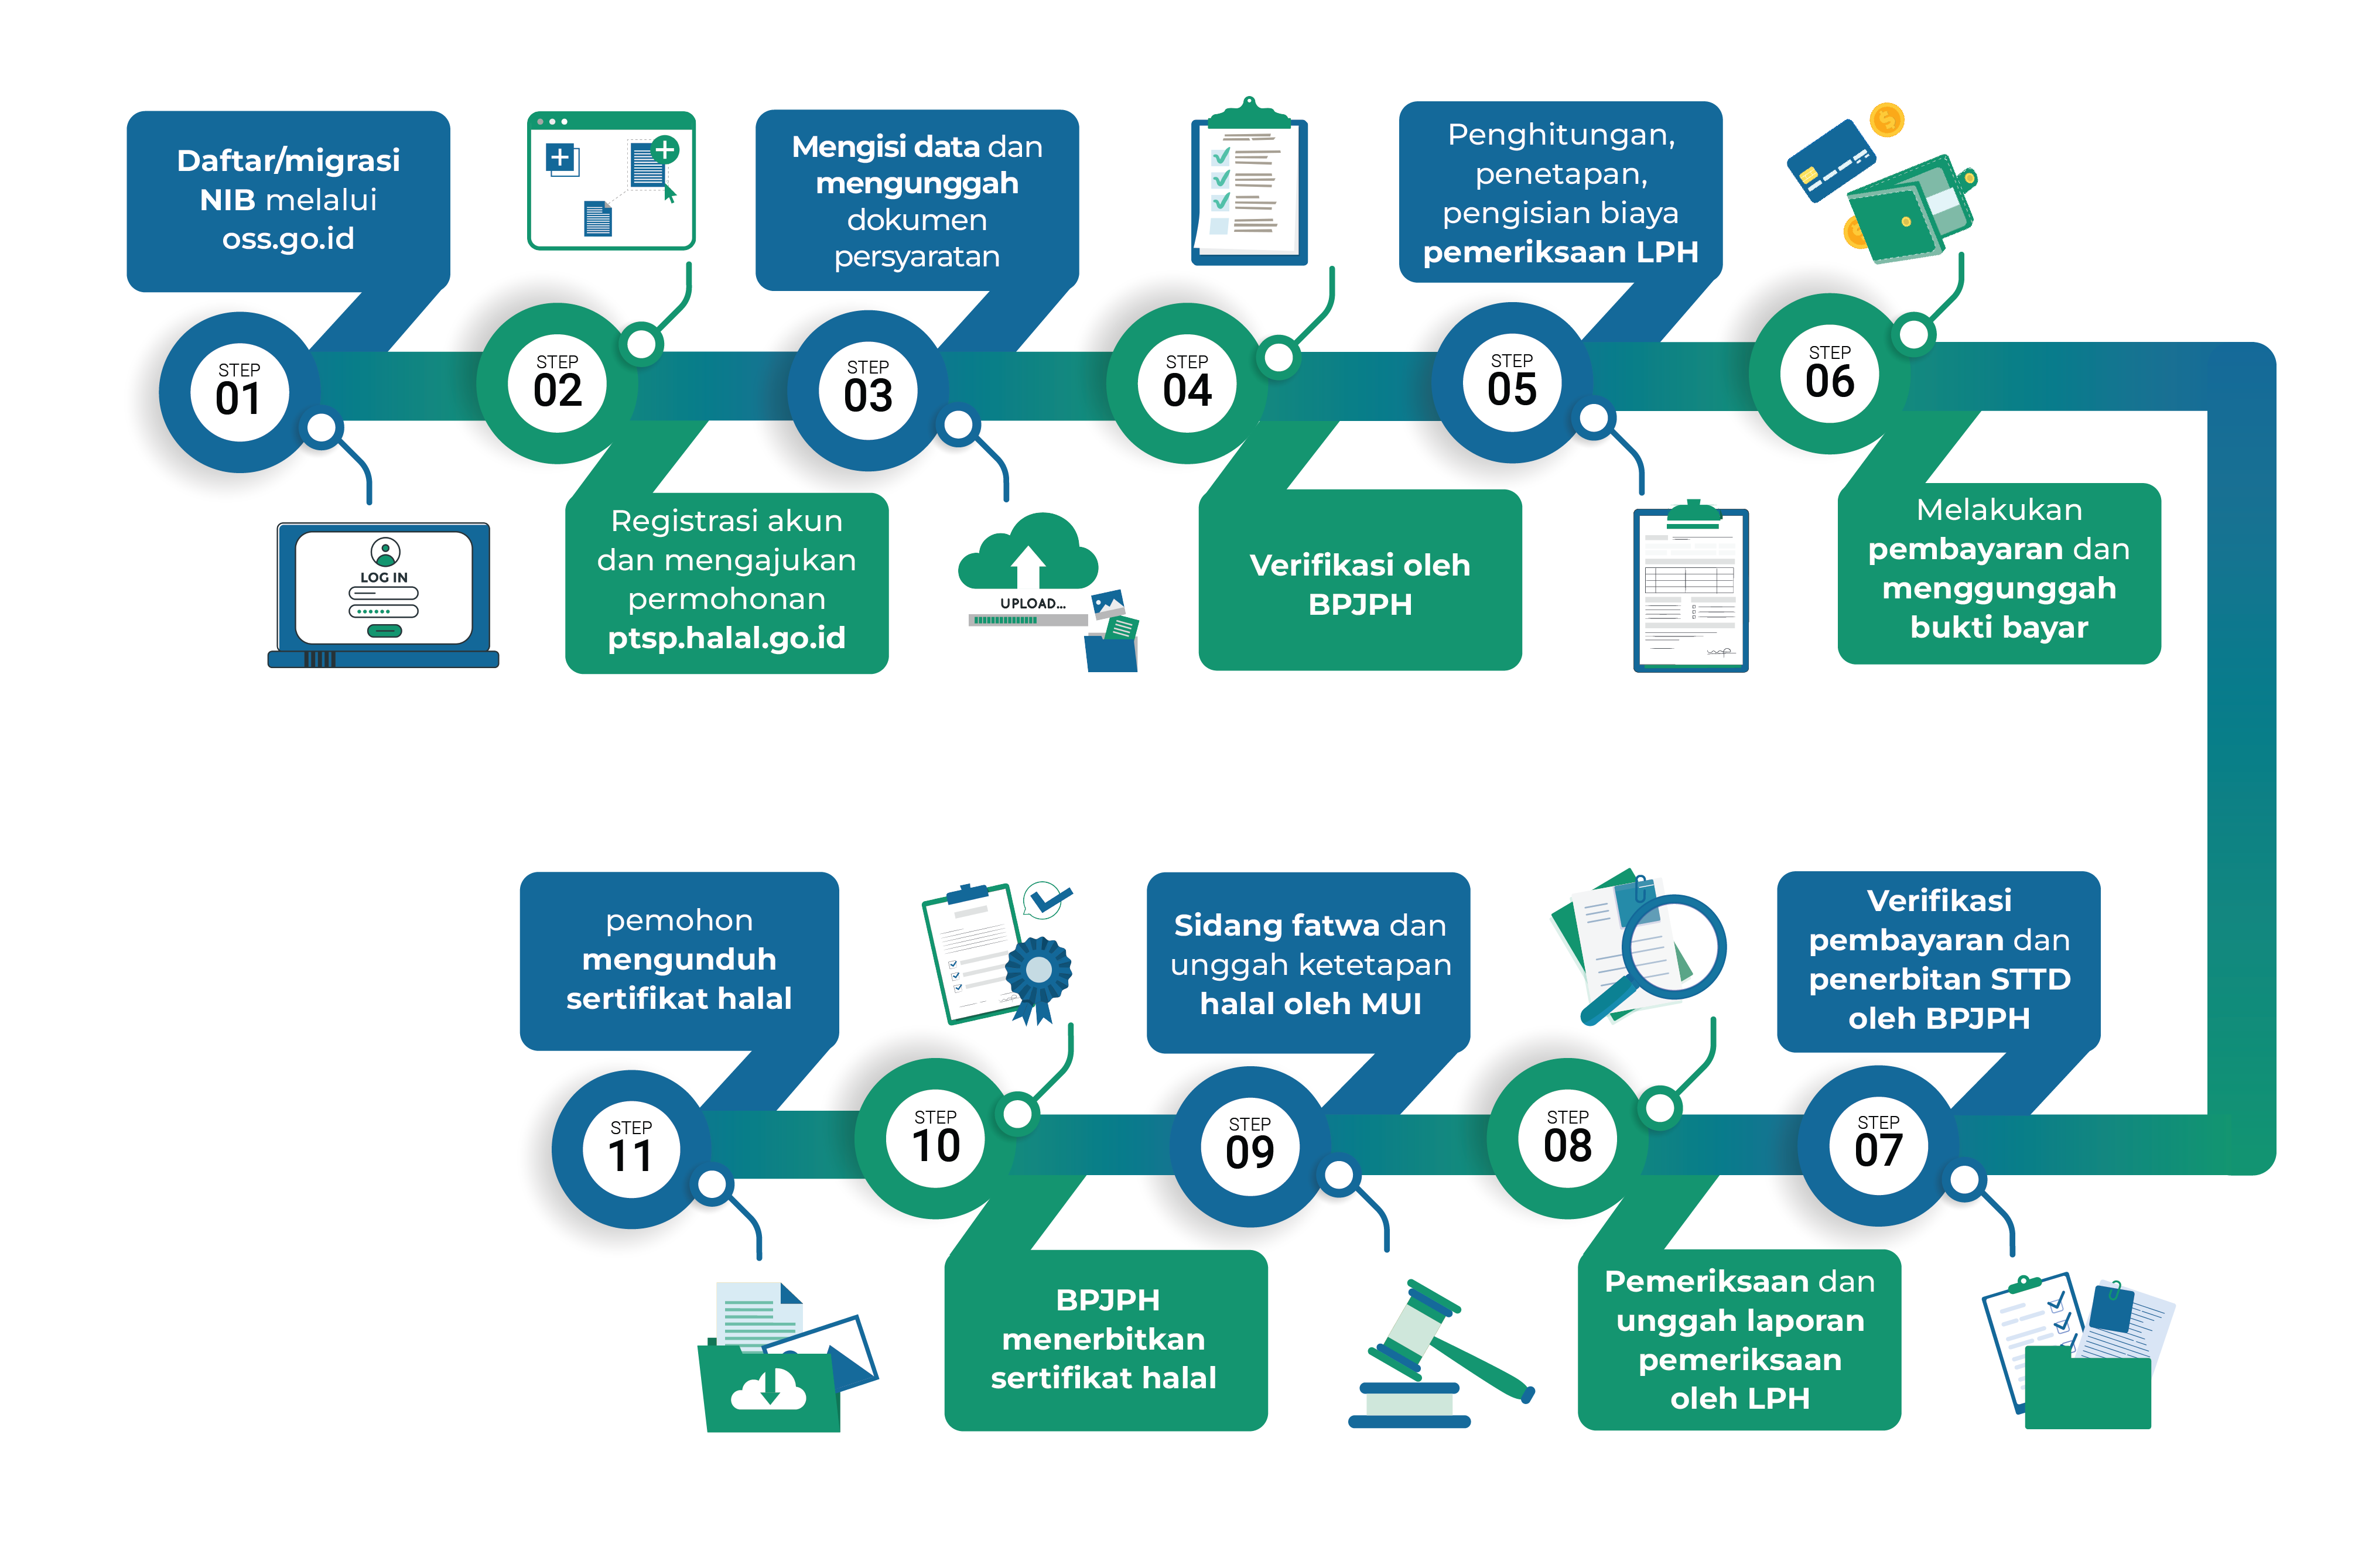 Daftar/migrasi
NIB melalui
oss.go.id
STEP
01
LOG IN
STEP
02
Registrasi akun
dan mengajukan
permohonan
ptsp.halal.go.id
Mengisi data dan
mengunggah
dokumen
persyaratan
STEP
03
UPLOAD...
STEP
04
Verifikasi oleh
BPJPH
Penghitungan,
penetapan,
pengisian biaya
pemeriksaan LPH
STEP
05
STEP
06
Melakukan
pembayaran dan
menggunggah
bukti bayar
Verifikasi
pembayaran dan
penerbitan STTD
oleh BPJPH
STEP
07
STEP
08
Pemeriksaan dan
unggah laporan
pemeriksaan
oleh LPH
Sidang fatwa dan
unggah ketetapan
halal oleh MUI
STEP
09
STEP
10
BPJPH
menerbitkan
sertifikat halal
pemohon
mengunduh
sertifikat halal
STEP
11